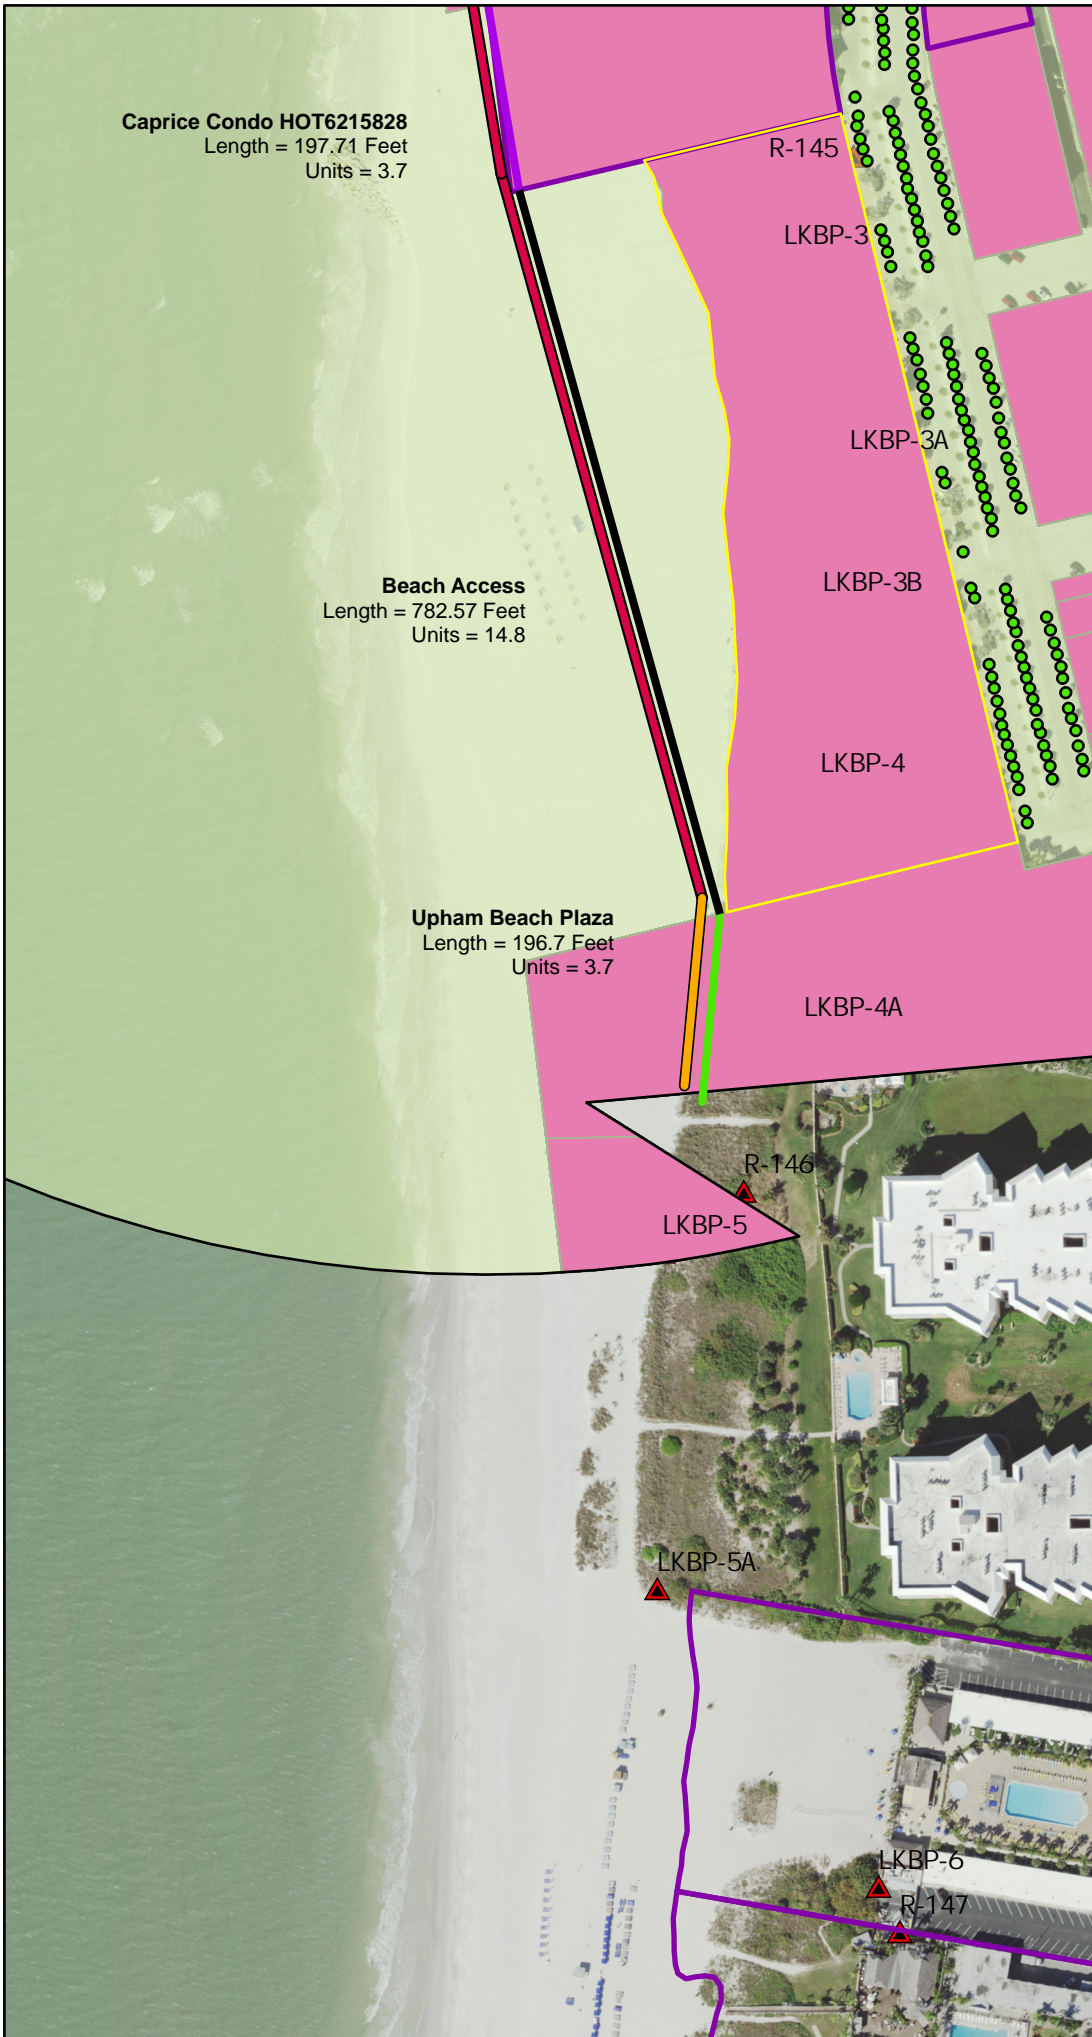 Caprice Condo HOT6215828
Length = 197.71 Feet
Units = 3.7
R-145
LKBP-3
LKBP-3A
Beach Access
Length = 782.57 Feet
Units = 14.8
LKBP-3B
LKBP-4
Upham Beach Plaza
Length = 196.7 Feet
Units = 3.7
LKBP-4A
R-146
LKBP-5
LKBP-5A
LKBP-6
R-147